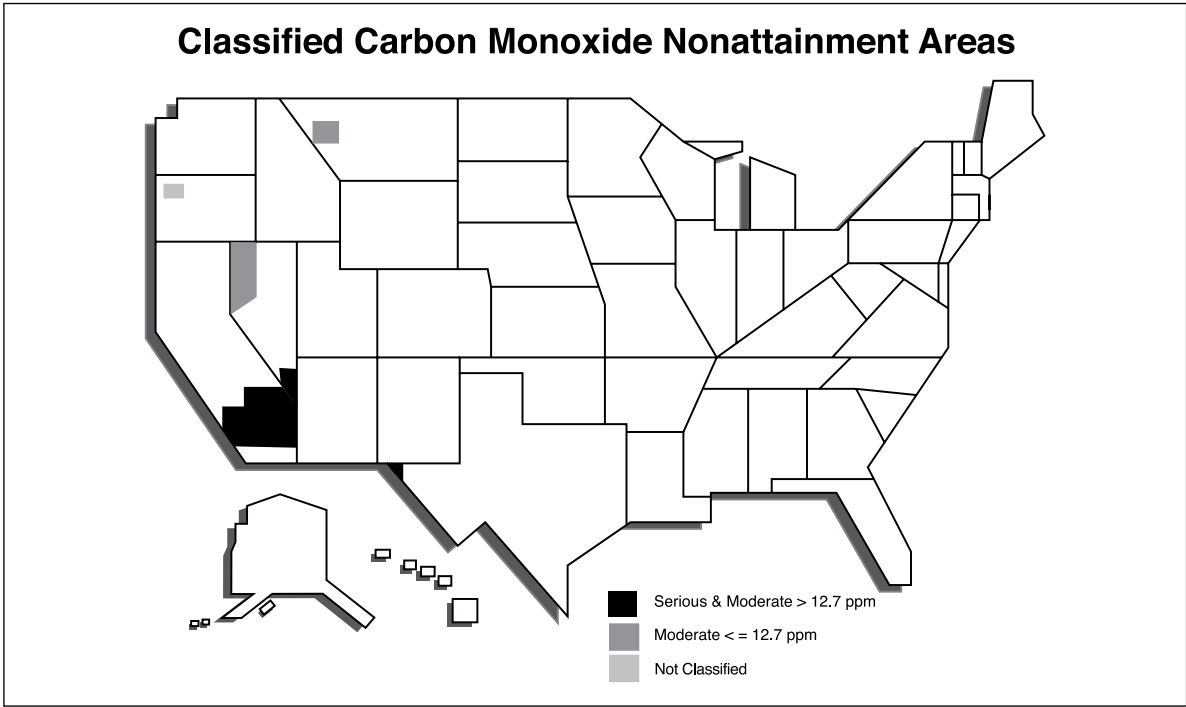 Classified Carbon Monoxide Nonattainment Areas
Serious & Moderate > 12.7 ppm
Moderate < = 12.7 ppm
Not Classified